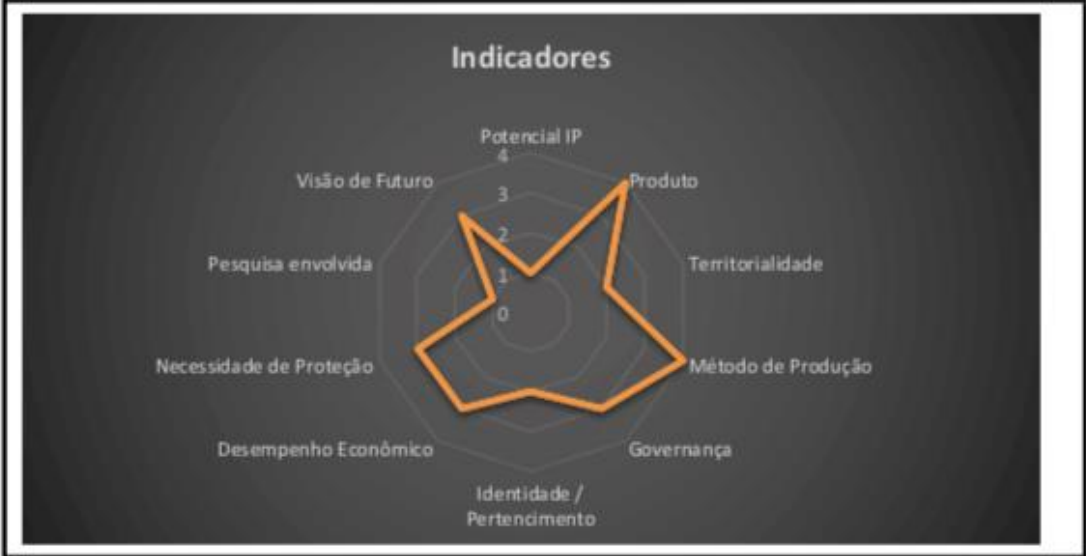 Indicadores
Potencial IP
4
Visão de Futuro
Produto
3
2
Pesquisa envolvida
Territorialidade
1
0
Necessidade de Proteção
Método de Produção
Desempenho Econômico
Governança
Identidade /
Pertencimento